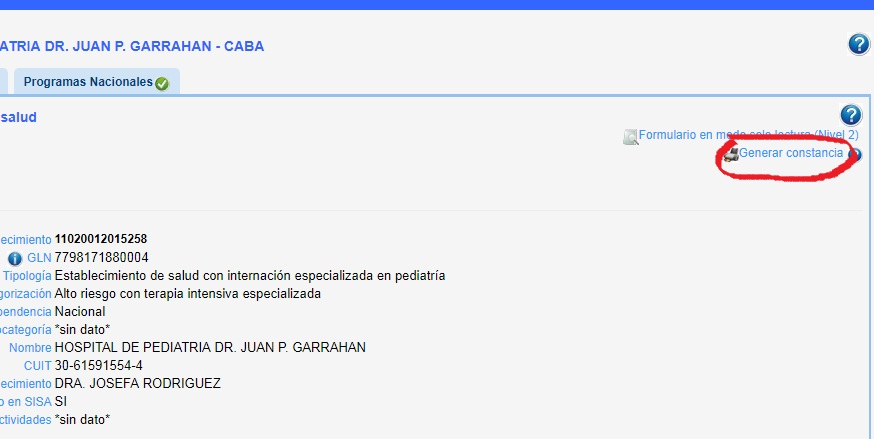 ATRIA DR. JUAN P. GARRAHAN - CABA
Programas Nacionales
salud
Formulario en modo solo lectura (Nivel 2)
Generar constancia
ecimiento 11020012015258
GLN 7798171880004
Tipología Establecimiento de salud con internación especializada en pediatría
gorización Alto riesgo con terapia intensiva especializada
pendencia Nacional
ocategoría *sin dato*
Nombre HOSPITAL DE PEDIATRIA DR. JUAN P. GARRAHAN
CUIT 30-61591554-4
ecimiento DRA. JOSEFA RODRIGUEZ
o en SISA SI
ctividades *sin dato*